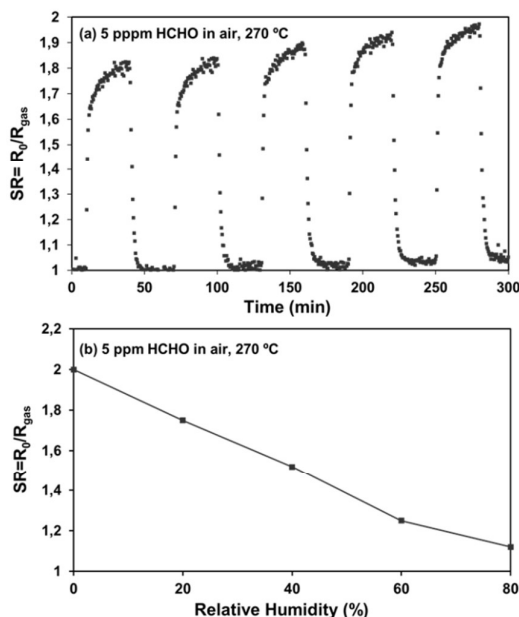 (a) 5 pppm HCHO in air, 270 ºC
SR= R0/Rgas
2
1,9
1,8
1,7
1,6
1,5
1,4
1,3
1,2
1,1
1
0 50 100 150 200 250 300
Time (min)
(b) 5 ppm HCHO in air, 270 ºC
SR=R0/Rgas
2,2
2
1,8
1,6
1,4
1,2
1
0 20 40 60 80
Relative Humidity (%)